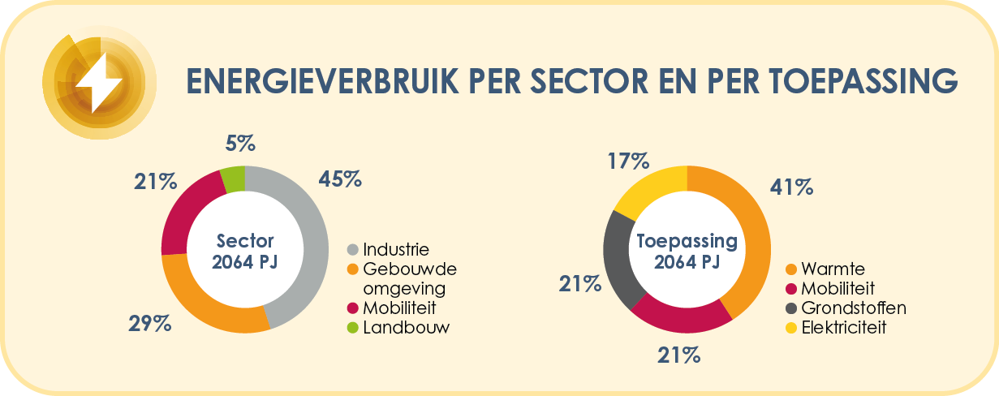 ENERGIEVERBRUIK PER SECTOR EN PER TOEPASSING
5%
21%
45%
Sector
2064 PJ
29%
Industrie
Gebouwde
omgeving
Mobiliteit
Landbouw
17%
41%
Toepassing
2064 PJ
21%
21%
Warmte
Mobiliteit
Grondstoffen
Elektriciteit